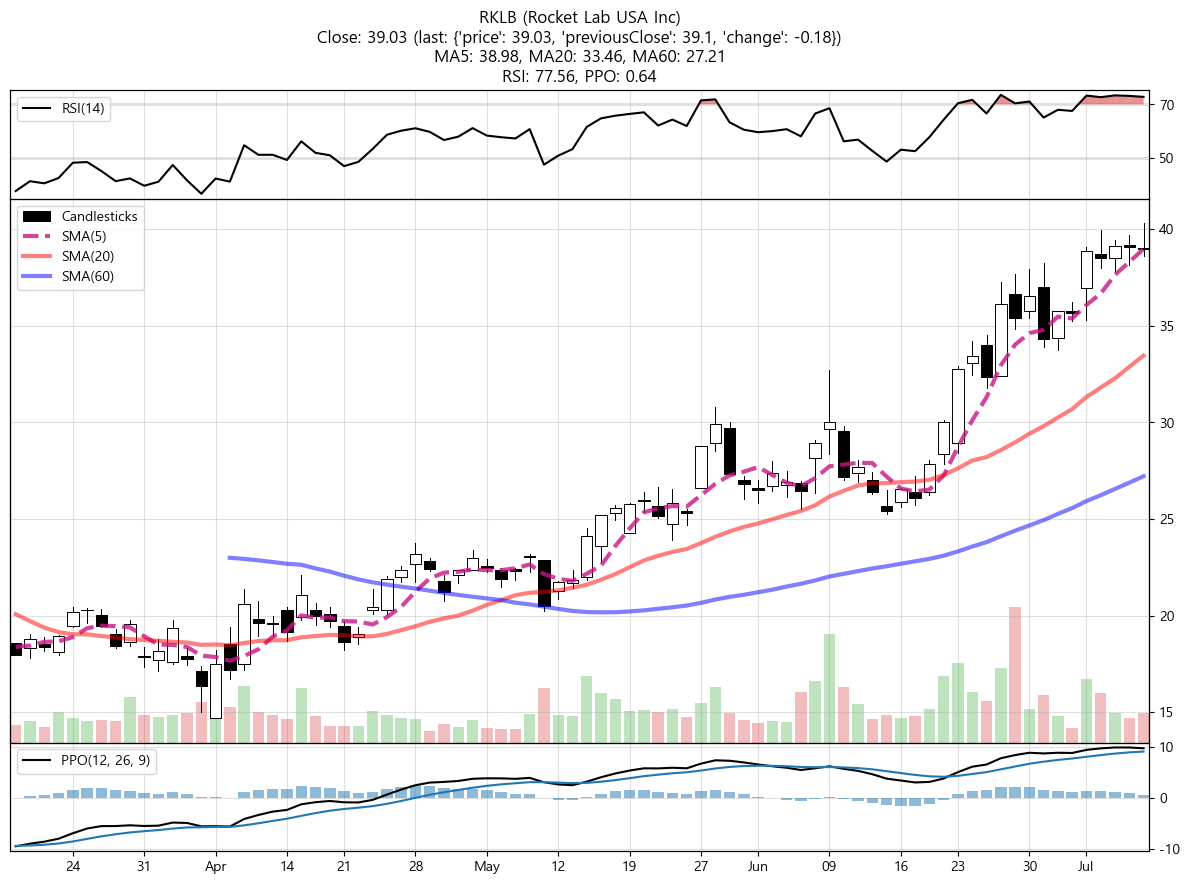 RKLB (Rocket Lab USA Inc)
Close: 39.03 (last: {'price': 39.03, 'previousClose': 39.1, 'change': -0.18})
MA5: 38.98, MA20: 33.46, MA60: 27.21
RSI: 77.56, PPO: 0.64
RSI(14)
70
50
Candlesticks
SMA(5)
SMA(20)
SMA(60)
40
35
30
25
20
15
PPO(12, 26, 9)
10
0
-10
24 31 Apr 14 21 28 May 12 19 27 Jun 09 16 23 30 Jul